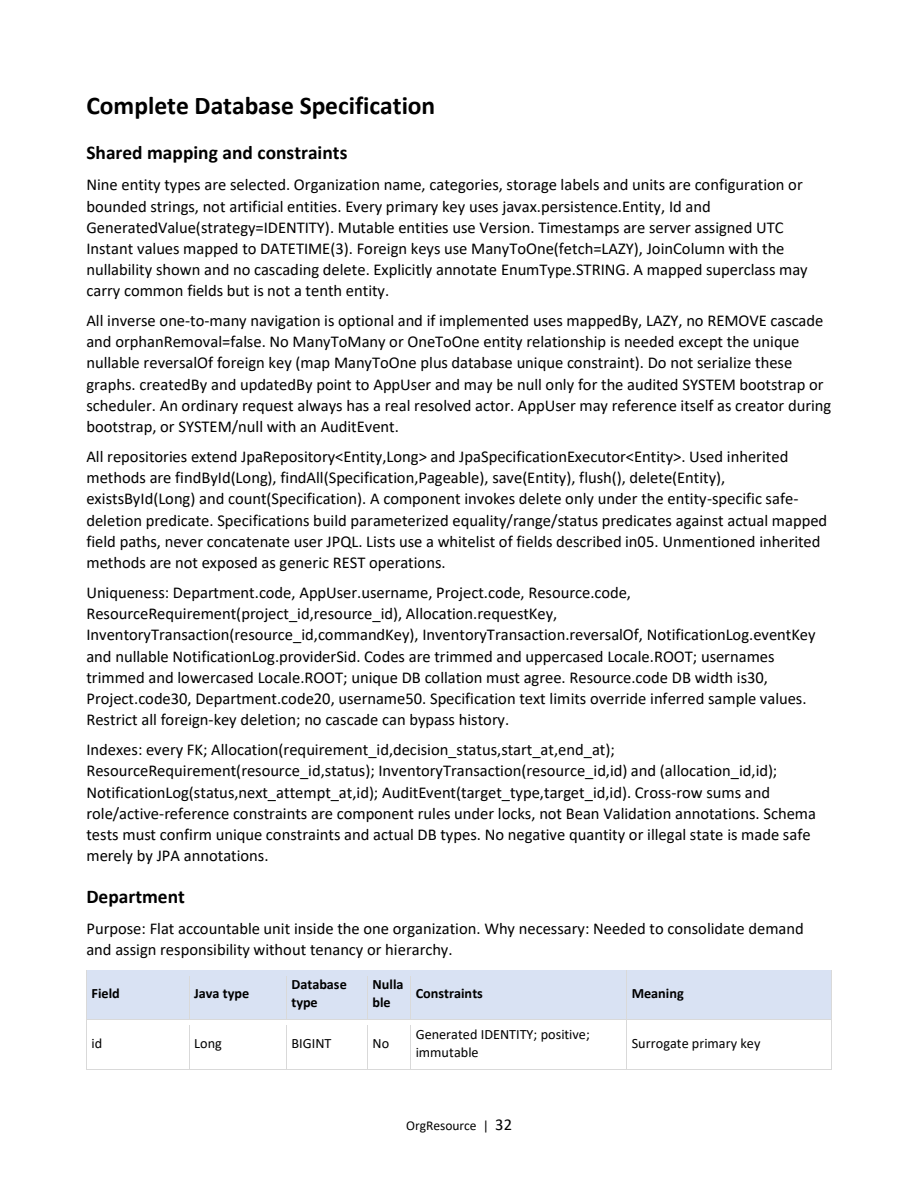 Complete Database Specification
Shared mapping and constraints
Nine entity types are selected. Organization name, categories, storage labels and units are configuration or
bounded strings, not artificial entities. Every primary key uses javax.persistence.Entity, Id and
GeneratedValue(strategy=IDENTITY). Mutable entities use Version. Timestamps are server assigned UTC
Instant values mapped to DATETIME(3). Foreign keys use ManyToOne(fetch=LAZY), JoinColumn with the
nullability shown and no cascading delete. Explicitly annotate EnumType.STRING. A mapped superclass may
carry common fields but is not a tenth entity.
All inverse one-to-many navigation is optional and if implemented uses mappedBy, LAZY, no REMOVE cascade
and orphanRemoval=false. No ManyToMany or OneToOne entity relationship is needed except the unique
nullable reversalOf foreign key (map ManyToOne plus database unique constraint). Do not serialize these
graphs. createdBy and updatedBy point to AppUser and may be null only for the audited SYSTEM bootstrap or
scheduler. An ordinary request always has a real resolved actor. AppUser may reference itself as creator during
bootstrap, or SYSTEM/null with an AuditEvent.
All repositories extend JpaRepository<Entity,Long> and JpaSpecificationExecutor<Entity>. Used inherited
methods are findById(Long), findAll(Specification,Pageable), save(Entity), flush(), delete(Entity),
existsById(Long) and count(Specification). A component invokes delete only under the entity-specific safe-
deletion predicate. Specifications build parameterized equality/range/status predicates against actual mapped
field paths, never concatenate user JPQL. Lists use a whitelist of fields described in05. Unmentioned inherited
methods are not exposed as generic REST operations.
Uniqueness: Department.code, AppUser.username, Project.code, Resource.code,
ResourceRequirement(project_id,resource_id), Allocation.requestKey,
InventoryTransaction(resource_id,commandKey), InventoryTransaction.reversalOf, NotificationLog.eventKey
and nullable NotificationLog.providerSid. Codes are trimmed and uppercased Locale.ROOT; usernames
trimmed and lowercased Locale.ROOT; unique DB collation must agree. Resource.code DB width is30,
Project.code30, Department.code20, username50. Specification text limits override inferred sample values.
Restrict all foreign-key deletion; no cascade can bypass history.
Indexes: every FK; Allocation(requirement_id,decision_status,start_at,end_at);
ResourceRequirement(resource_id,status); InventoryTransaction(resource_id,id) and (allocation_id,id);
NotificationLog(status,next_attempt_at,id); AuditEvent(target_type,target_id,id). Cross-row sums and
role/active-reference constraints are component rules under locks, not Bean Validation annotations. Schema
tests must confirm unique constraints and actual DB types. No negative quantity or illegal state is made safe
merely by JPA annotations.
Department
Purpose: Flat accountable unit inside the one organization. Why necessary: Needed to consolidate demand
and assign responsibility without tenancy or hierarchy.
Field Java type Database type Nulla ble Constraints Meaning
id Long BIGINT No Generated IDENTITY; positive; immutable Surrogate primary key
OrgResource | 32